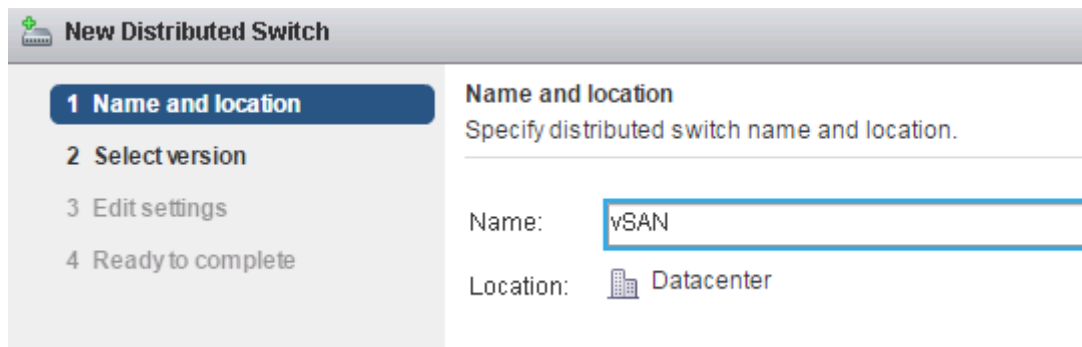 New Distributed Switch
1 Name and location
2 Select version
3 Edit settings
4 Ready to complete
Name and location
Specify distributed switch name and location.
Name: vSAN
Location: Datacenter